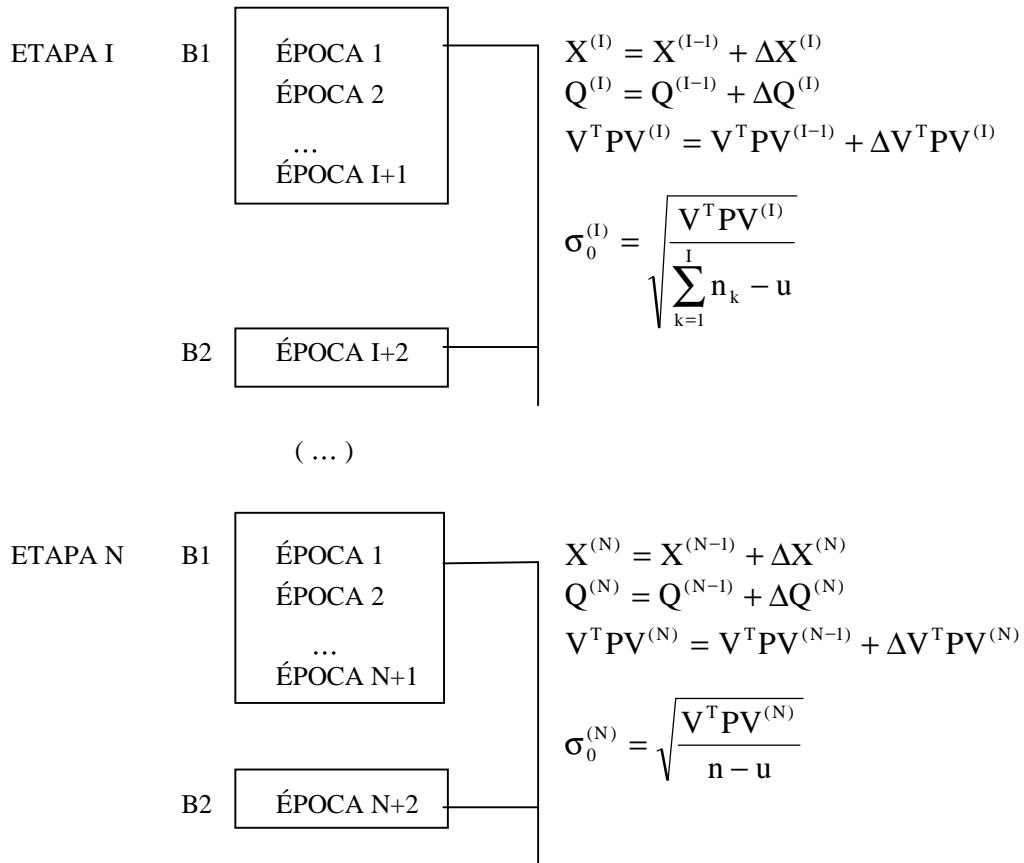 ETAPA I B1 ÉPOCA 1
ÉPOCA 2
...
ÉPOCA I+1
X^(I) = X^(I−1) + ΔX^(I)
Q^(I) = Q^(I−1) + ΔQ^(I)
V^T PV^(I) = V^T PV^(I−1) + ΔV^T PV^(I)
σ_0^(I) = √(V^T PV^(I) / (∑_{k=1}^{I} n_k − u))
B2 ÉPOCA I+2
( ... )
ETAPA N B1 ÉPOCA 1
ÉPOCA 2
...
ÉPOCA N+1
X^(N) = X^(N−1) + ΔX^(N)
Q^(N) = Q^(N−1) + ΔQ^(N)
V^T PV^(N) = V^T PV^(N−1) + ΔV^T PV^(N)
σ_0^(N) = √(V^T PV^(N) / (n − u))
B2 ÉPOCA N+2